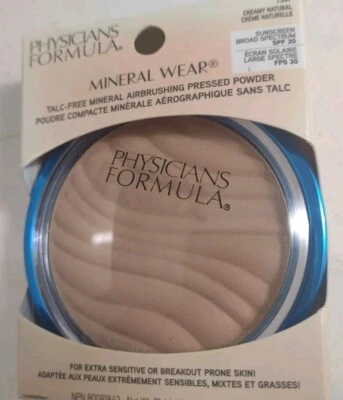 CREAMY NATURAL
CRÈME NATURELLE
SUNSCREEN
BROAD SPECTRUM
SPF 30
ÉCRAN SOLAIRE
LARGE SPECTRE
FPS 30
PHYSICIANS
FORMULA®
MINERAL WEAR®
TALC-FREE MINERAL AIRBRUSHING PRESSED POWDER
POUDRE COMPACTE MINÉRALE AÉROGRAPHIQUE SANS TALC
PHYSICIANS
FORMULA®
FOR EXTRA SENSITIVE OR BREAKOUT PRONE SKIN!
ADAPTÉE AUX PEAUX EXTRÊMEMENT SENSIBLES, MIXTES ET GRASSES!
NPN